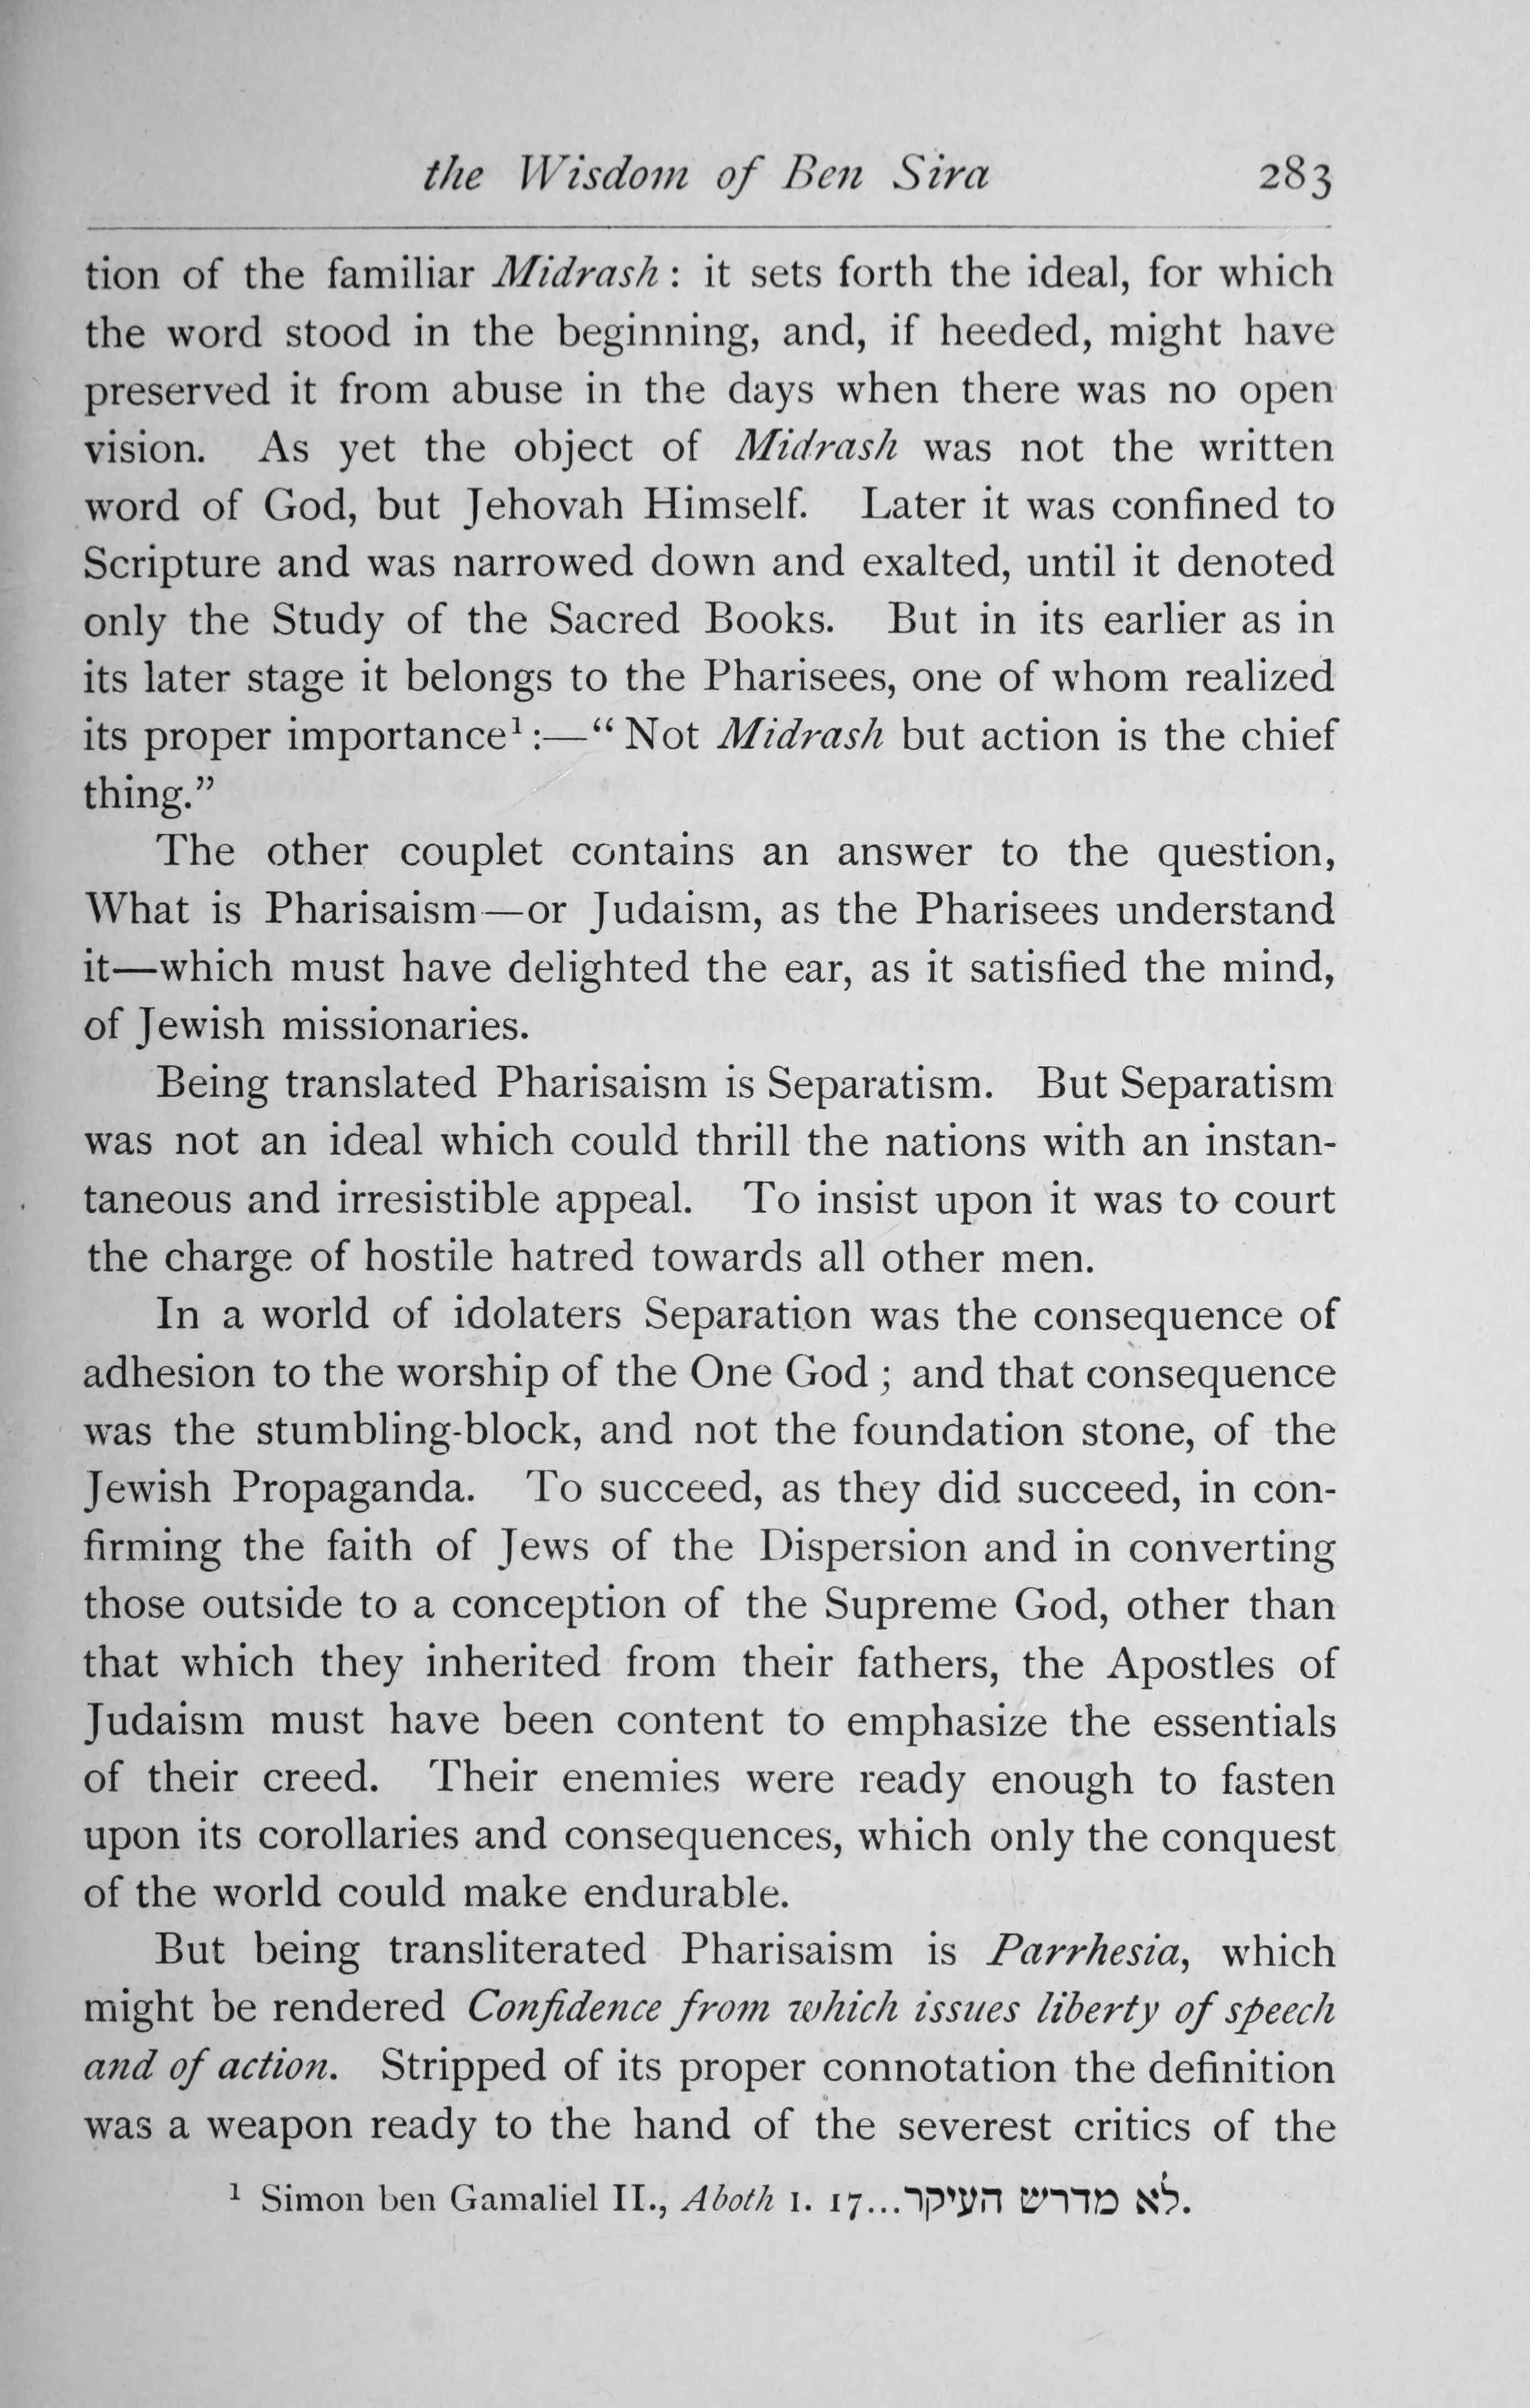 the Wisdom of Ben Sira 283
tion of the familiar Midrash: it sets forth the ideal, for which
the word stood in the beginning, and, if heeded, might have
preserved it from abuse in the days when there was no open
vision. As yet the object of Midrash was not the written
word of God, but Jehovah Himself. Later it was confined to
Scripture and was narrowed down and exalted, until it denoted
only the Study of the Sacred Books. But in its earlier as in
its later stage it belongs to the Pharisees, one of whom realized
its proper importance¹:—“Not Midrash but action is the chief
thing.”
The other couplet contains an answer to the question,
What is Pharisaism—or Judaism, as the Pharisees understand
it—which must have delighted the ear, as it satisfied the mind,
of Jewish missionaries.
Being translated Pharisaism is Separatism. But Separatism
was not an ideal which could thrill the nations with an instan-
taneous and irresistible appeal. To insist upon it was to court
the charge of hostile hatred towards all other men.
In a world of idolaters Separation was the consequence of
adhesion to the worship of the One God; and that consequence
was the stumbling-block, and not the foundation stone, of the
Jewish Propaganda. To succeed, as they did succeed, in con-
firming the faith of Jews of the Dispersion and in converting
those outside to a conception of the Supreme God, other than
that which they inherited from their fathers, the Apostles of
Judaism must have been content to emphasize the essentials
of their creed. Their enemies were ready enough to fasten
upon its corollaries and consequences, which only the conquest
of the world could make endurable.
But being transliterated Pharisaism is Parrhesia, which
might be rendered Confidence from which issues liberty of speech
and of action. Stripped of its proper connotation the definition
was a weapon ready to the hand of the severest critics of the
¹ Simon ben Gamaliel II., Aboth I. 17...לא מדרש העיקר.